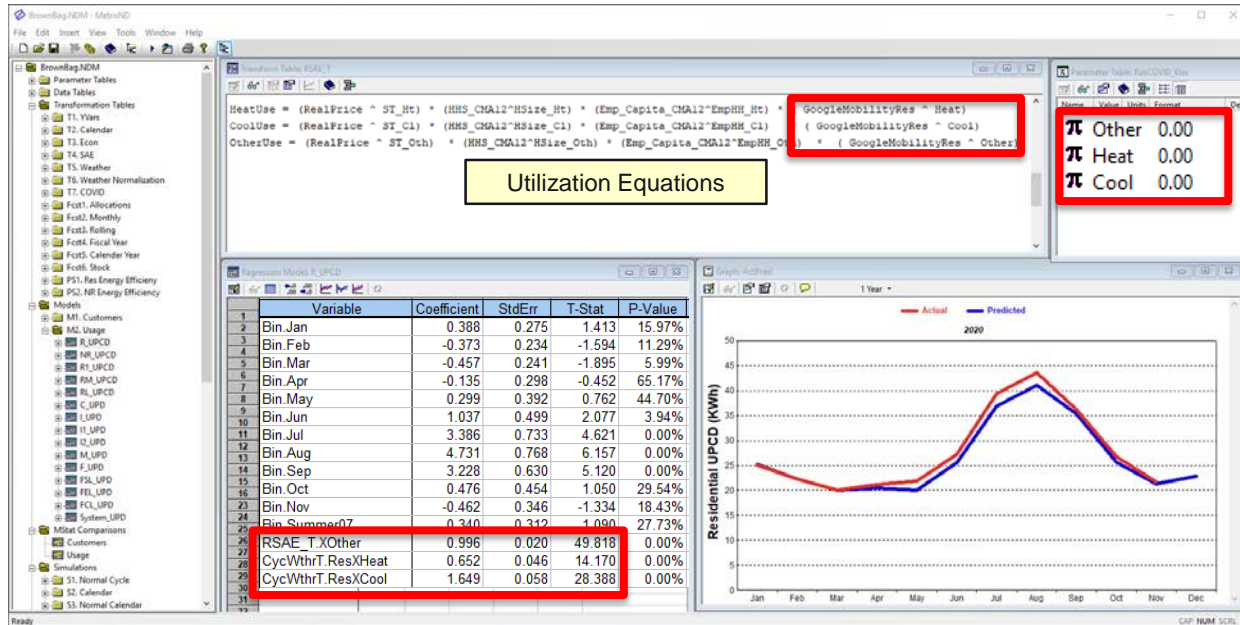 BrownBag.NDM - MetrixND
File Edit Insert View Tools Window Help
BrownBag.NDM
Parameter Tables
Data Tables
Transformation Tables
T1. YVars
T2. Calendar
T3. Econ
T4. SAE
T5. Weather
T6. Weather Normalization
T7. COVID
Fcst1. Allocations
Fcst2. Monthly
Fcst3. Rolling
Fcst4. Fiscal Year
Fcst5. Calender Year
Fcst6. Stock
PS1. Res Energy Efficieny
PS2. NR Energy Efficiency
Models
M1. Customers
M2. Usage
R_UPCD
NR_UPCD
R1_UPCD
RM_UPCD
RL_UPCD
C_UPD
I_UPD
I1_UPD
I2_UPD
M_UPD
F_UPD
FSL_UPD
FEL_UPD
FCL_UPD
System_UPD
MStat Comparisons
Customers
Usage
Simulations
S1. Normal Cycle
S2. Calendar
S3. Normal Calendar
Transform Table: RSAE_T
HeatUse = (RealPrice ^ ST_Ht) * (HHS_CMA12^HSize_Ht) * (Emp_Capita_CMA12^EmpHH_Ht) * ( GoogleMobilityRes ^ Heat)
CoolUse = (RealPrice ^ ST_Cl) * (HHS_CMA12^HSize_Cl) * (Emp_Capita_CMA12^EmpHH_Cl) ( GoogleMobilityRes ^ Cool)
OtherUse = (RealPrice ^ ST_Oth) * (HHS_CMA12^HSize_Oth) * (Emp_Capita_CMA12^EmpHH_Oth) * ( GoogleMobilityRes ^ Other)
Utilization Equations
Parameter Table: ResCOVID_Elas
Name Value Units Format De
π Other 0.00
π Heat 0.00
π Cool 0.00
Regression Model: R_UPCD
Variable Coefficient StdErr T-Stat P-Value
Bin.Jan 0.388 0.275 1.413 15.97%
Bin.Feb -0.373 0.234 -1.594 11.29%
Bin.Mar -0.457 0.241 -1.895 5.99%
Bin.Apr -0.135 0.298 -0.452 65.17%
Bin.May 0.299 0.392 0.762 44.70%
Bin.Jun 1.037 0.499 2.077 3.94%
Bin.Jul 3.386 0.733 4.621 0.00%
Bin.Aug 4.731 0.768 6.157 0.00%
Bin.Sep 3.228 0.630 5.120 0.00%
Bin.Oct 0.476 0.454 1.050 29.54%
Bin.Nov -0.462 0.346 -1.334 18.43%
Bin.Summer07 0.340 0.312 1.090 27.73%
RSAE_T.XOther 0.996 0.020 49.818 0.00%
CycWthrT.ResXHeat 0.652 0.046 14.170 0.00%
CycWthrT.ResXCool 1.649 0.058 28.388 0.00%
1
2
3
4
5
6
7
8
9
10
11
12
13
14
15
16
23
24
25
26
27
28
29
30
31
Graph: ActPred
1 Year
Actual Predicted
2020
Residential UPCD (KWh)
50
45
40
35
30
25
20
15
10
5
0
Jan Feb Mar Apr May Jun Jul Aug Sep Oct Nov Dec
Ready
CAP NUM SCRL